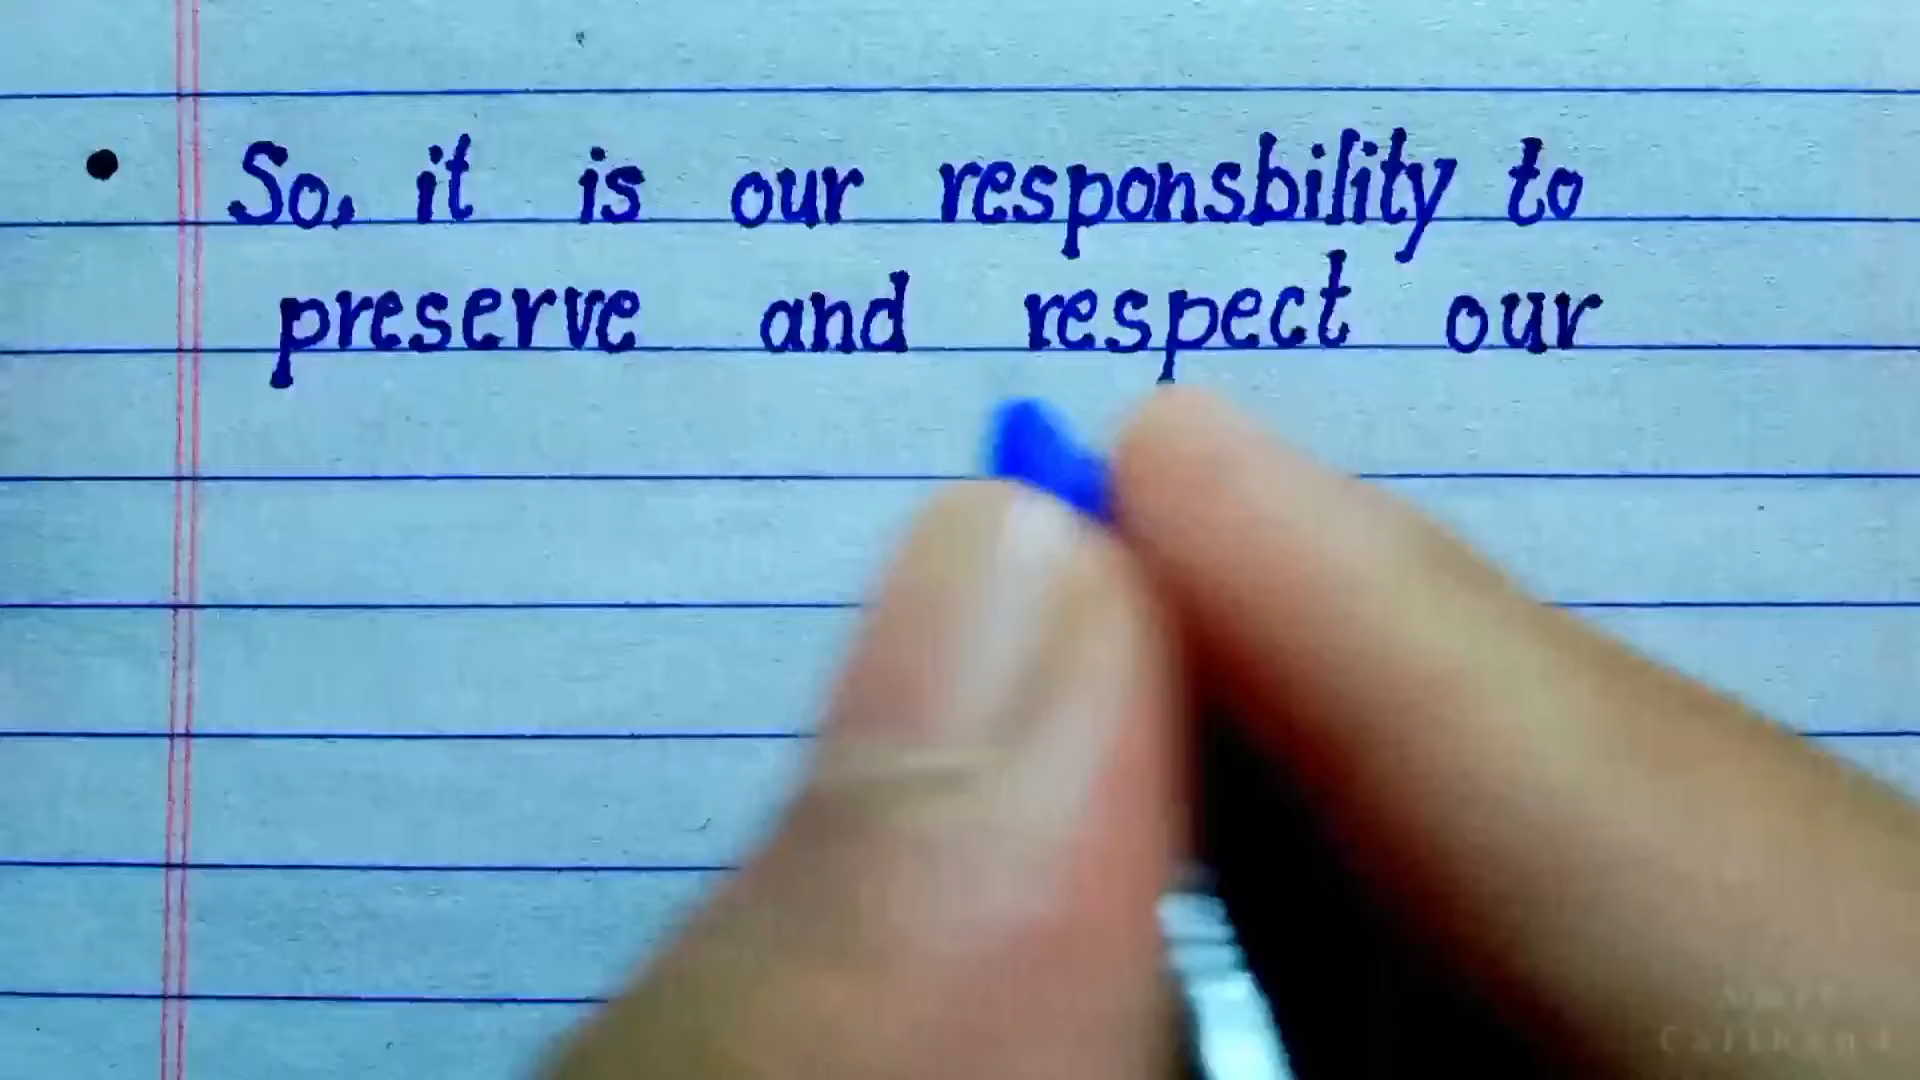 So, it is our responsbility to
preserve and respect our